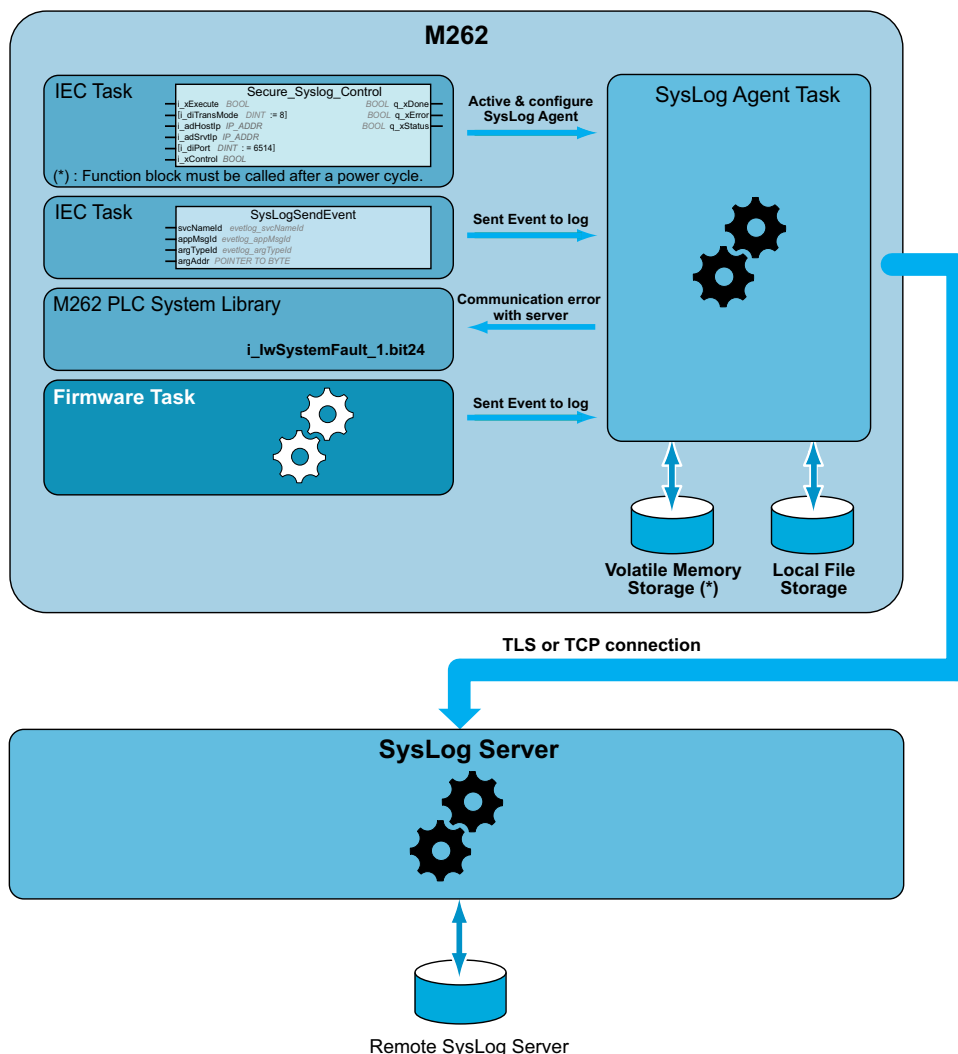 M262
IEC Task
Secure_Syslog_Control
i_xExecute BOOL
BOOL q_xDone
[i_diTransMode DINT := 8]
BOOL q_xError
i_adHostIp IP_ADDR
BOOL q_xStatus
i_adSrvtIp IP_ADDR
[i_diPort DINT : = 6514]
i_xControl BOOL
(*) : Function block must be called after a power cycle.
Active & configure
SysLog Agent
SysLog Agent Task
IEC Task
SysLogSendEvent
svcNameId evetlog_svcNameId
appMsgId evetlog_appMsgId
argTypeId evetlog_argTypeId
argAddr POINTER TO BYTE
Sent Event to log
M262 PLC System Library
i_lwSystemFault_1.bit24
Communication error
with server
Firmware Task
Sent Event to log
Volatile Memory
Storage (*)
Local File
Storage
TLS or TCP connection
SysLog Server
Remote SysLog Server